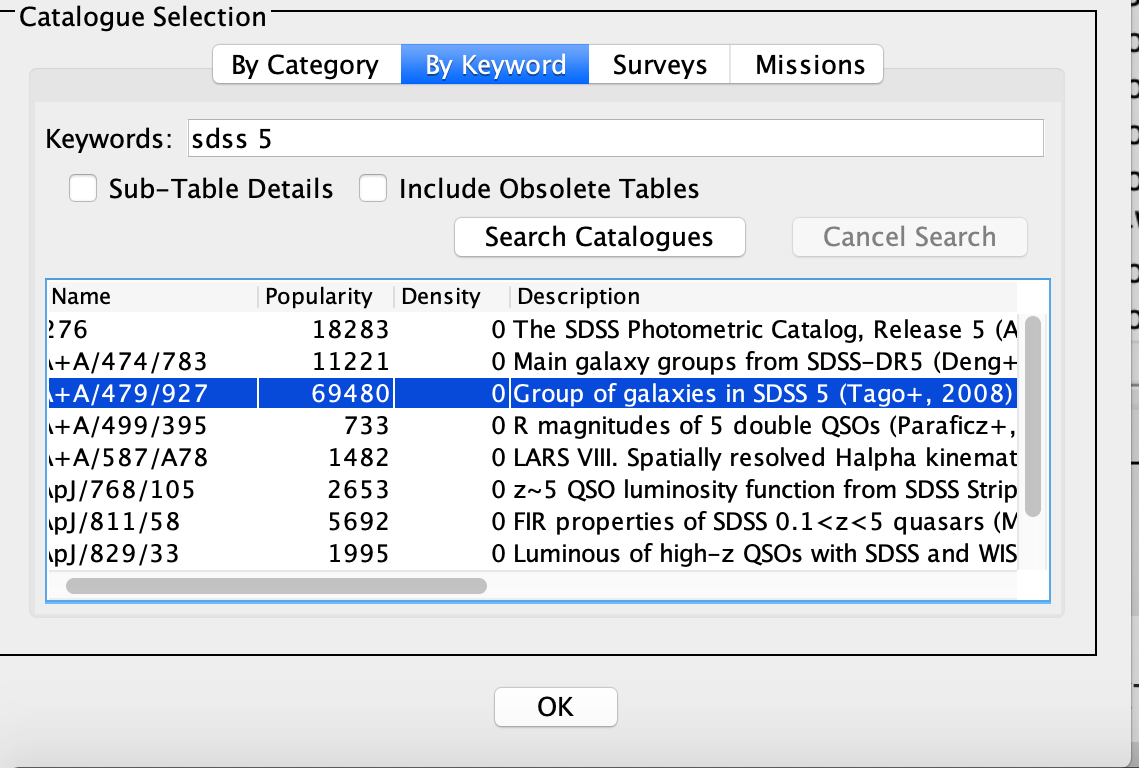 Catalogue Selection
By Category By Keyword Surveys Missions
Keywords: sdss 5
Sub-Table Details Include Obsolete Tables
Search Catalogues Cancel Search
Name Popularity Density Description
276 18283 0 The SDSS Photometric Catalog, Release 5 (A
+A/474/783 11221 0 Main galaxy groups from SDSS-DR5 (Deng+
+A/479/927 69480 0 Group of galaxies in SDSS 5 (Tago+, 2008)
+A/499/395 733 0 R magnitudes of 5 double QSOs (Paraficz+,
+A/587/A78 1482 0 LARS VIII. Spatially resolved Halpha kinemat
pJ/768/105 2653 0 z~5 QSO luminosity function from SDSS Strip
pJ/811/58 5692 0 FIR properties of SDSS 0.1<z<5 quasars (M
pJ/829/33 1995 0 Luminous of high-z QSOs with SDSS and WIS
OK